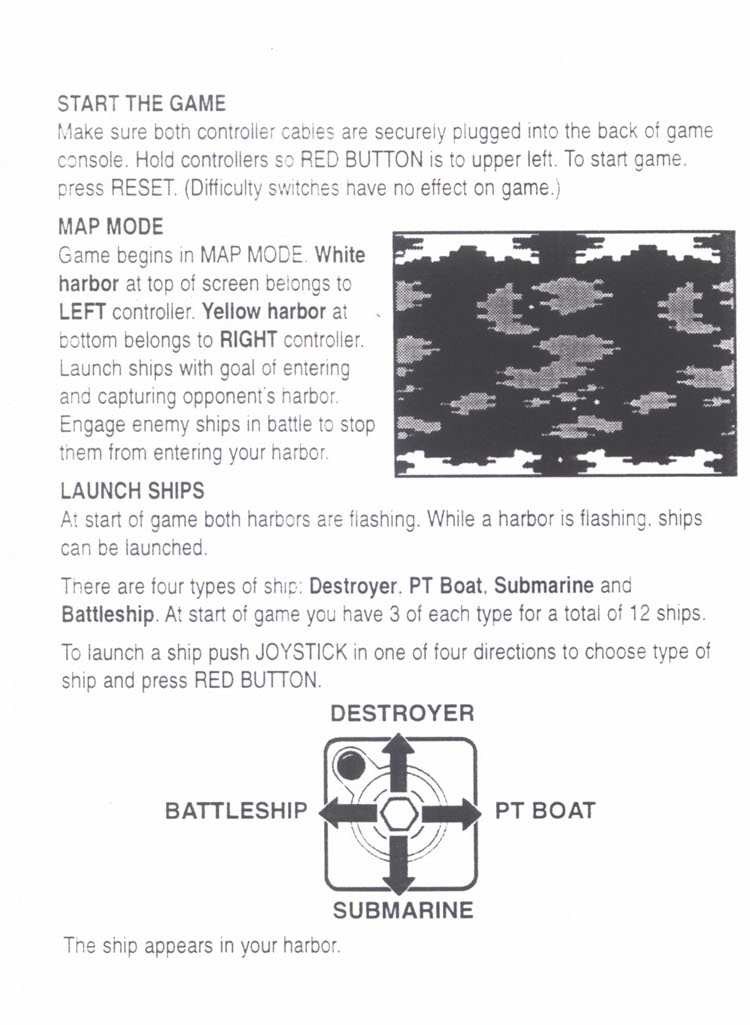 START THE GAME
Make sure both controller cables are securely plugged into the back of game
console. Hold controllers so RED BUTTON is to upper left. To start game,
press RESET. (Difficulty switches have no effect on game.)
MAP MODE
Game begins in MAP MODE. White
harbor at top of screen belongs to
LEFT controller. Yellow harbor at
bottom belongs to RIGHT controller.
Launch ships with goal of entering
and capturing opponent's harbor.
Engage enemy ships in battle to stop
them from entering your harbor.
LAUNCH SHIPS
At start of game both harbors are flashing. While a harbor is flashing, ships
can be launched.
There are four types of ship: Destroyer, PT Boat, Submarine and
Battleship. At start of game you have 3 of each type for a total of 12 ships.
To launch a ship push JOYSTICK in one of four directions to choose type of
ship and press RED BUTTON.
DESTROYER
BATTLESHIP
PT BOAT
SUBMARINE
The ship appears in your harbor.